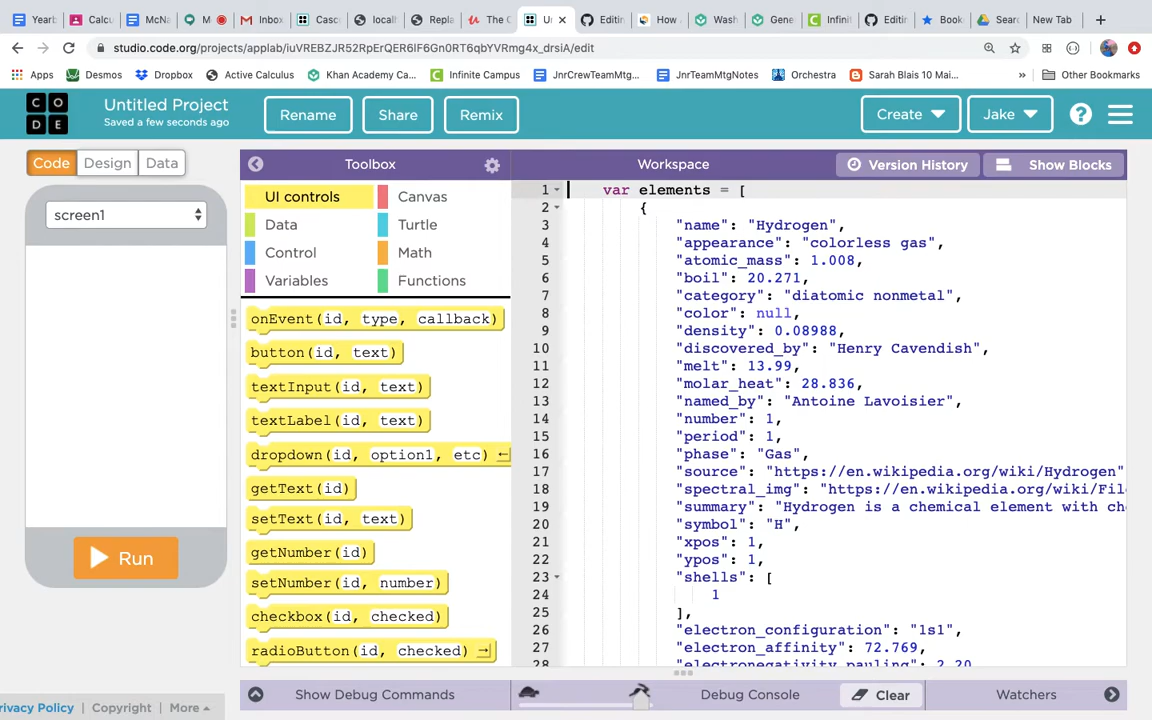 Yearb
Calcu
McNa
M
Inbox
Casc
localh
Repla
The C
Ur
Editin
How
Wash
Gene
Infinit
Editin
Book
Searc
New Tab
studio.code.org/projects/applab/iuVREBZJR52RpErQER6lF6Gn0RT6qbYVRmg4x_drsiA/edit
Apps
Desmos
Dropbox
Active Calculus
Khan Academy Ca...
Infinite Campus
JnrCrewTeamMtg...
JnrTeamMtgNotes
Orchestra
Sarah Blais 10 Mai...
»
Other Bookmarks
C O
D E
Untitled Project
Saved a few seconds ago
Rename
Share
Remix
Create
Jake
?
Code
Design
Data
Toolbox
Workspace
Version History
Show Blocks
screen1
Run
UI controls
Canvas
Data
Turtle
Control
Math
Variables
Functions
onEvent(id, type, callback)
button(id, text)
textInput(id, text)
textLabel(id, text)
dropdown(id, option1, etc) ←
getText(id)
setText(id, text)
getNumber(id)
setNumber(id, number)
checkbox(id, checked)
radioButton(id, checked) →
1 var elements = [
2 {
3 "name": "Hydrogen",
4 "appearance": "colorless gas",
5 "atomic_mass": 1.008,
6 "boil": 20.271,
7 "category": "diatomic nonmetal",
8 "color": null,
9 "density": 0.08988,
10 "discovered_by": "Henry Cavendish",
11 "melt": 13.99,
12 "molar_heat": 28.836,
13 "named_by": "Antoine Lavoisier",
14 "number": 1,
15 "period": 1,
16 "phase": "Gas",
17 "source": "https://en.wikipedia.org/wiki/Hydrogen"
18 "spectral_img": "https://en.wikipedia.org/wiki/Fil
19 "summary": "Hydrogen is a chemical element with ch
20 "symbol": "H",
21 "xpos": 1,
22 "ypos": 1,
23 "shells": [
24 1
25 ],
26 "electron_configuration": "1s1",
27 "electron_affinity": 72.769,
28 "electronegativity_pauling": 2.20
Show Debug Commands
Debug Console
Clear
Watchers
rivacy Policy | Copyright | More